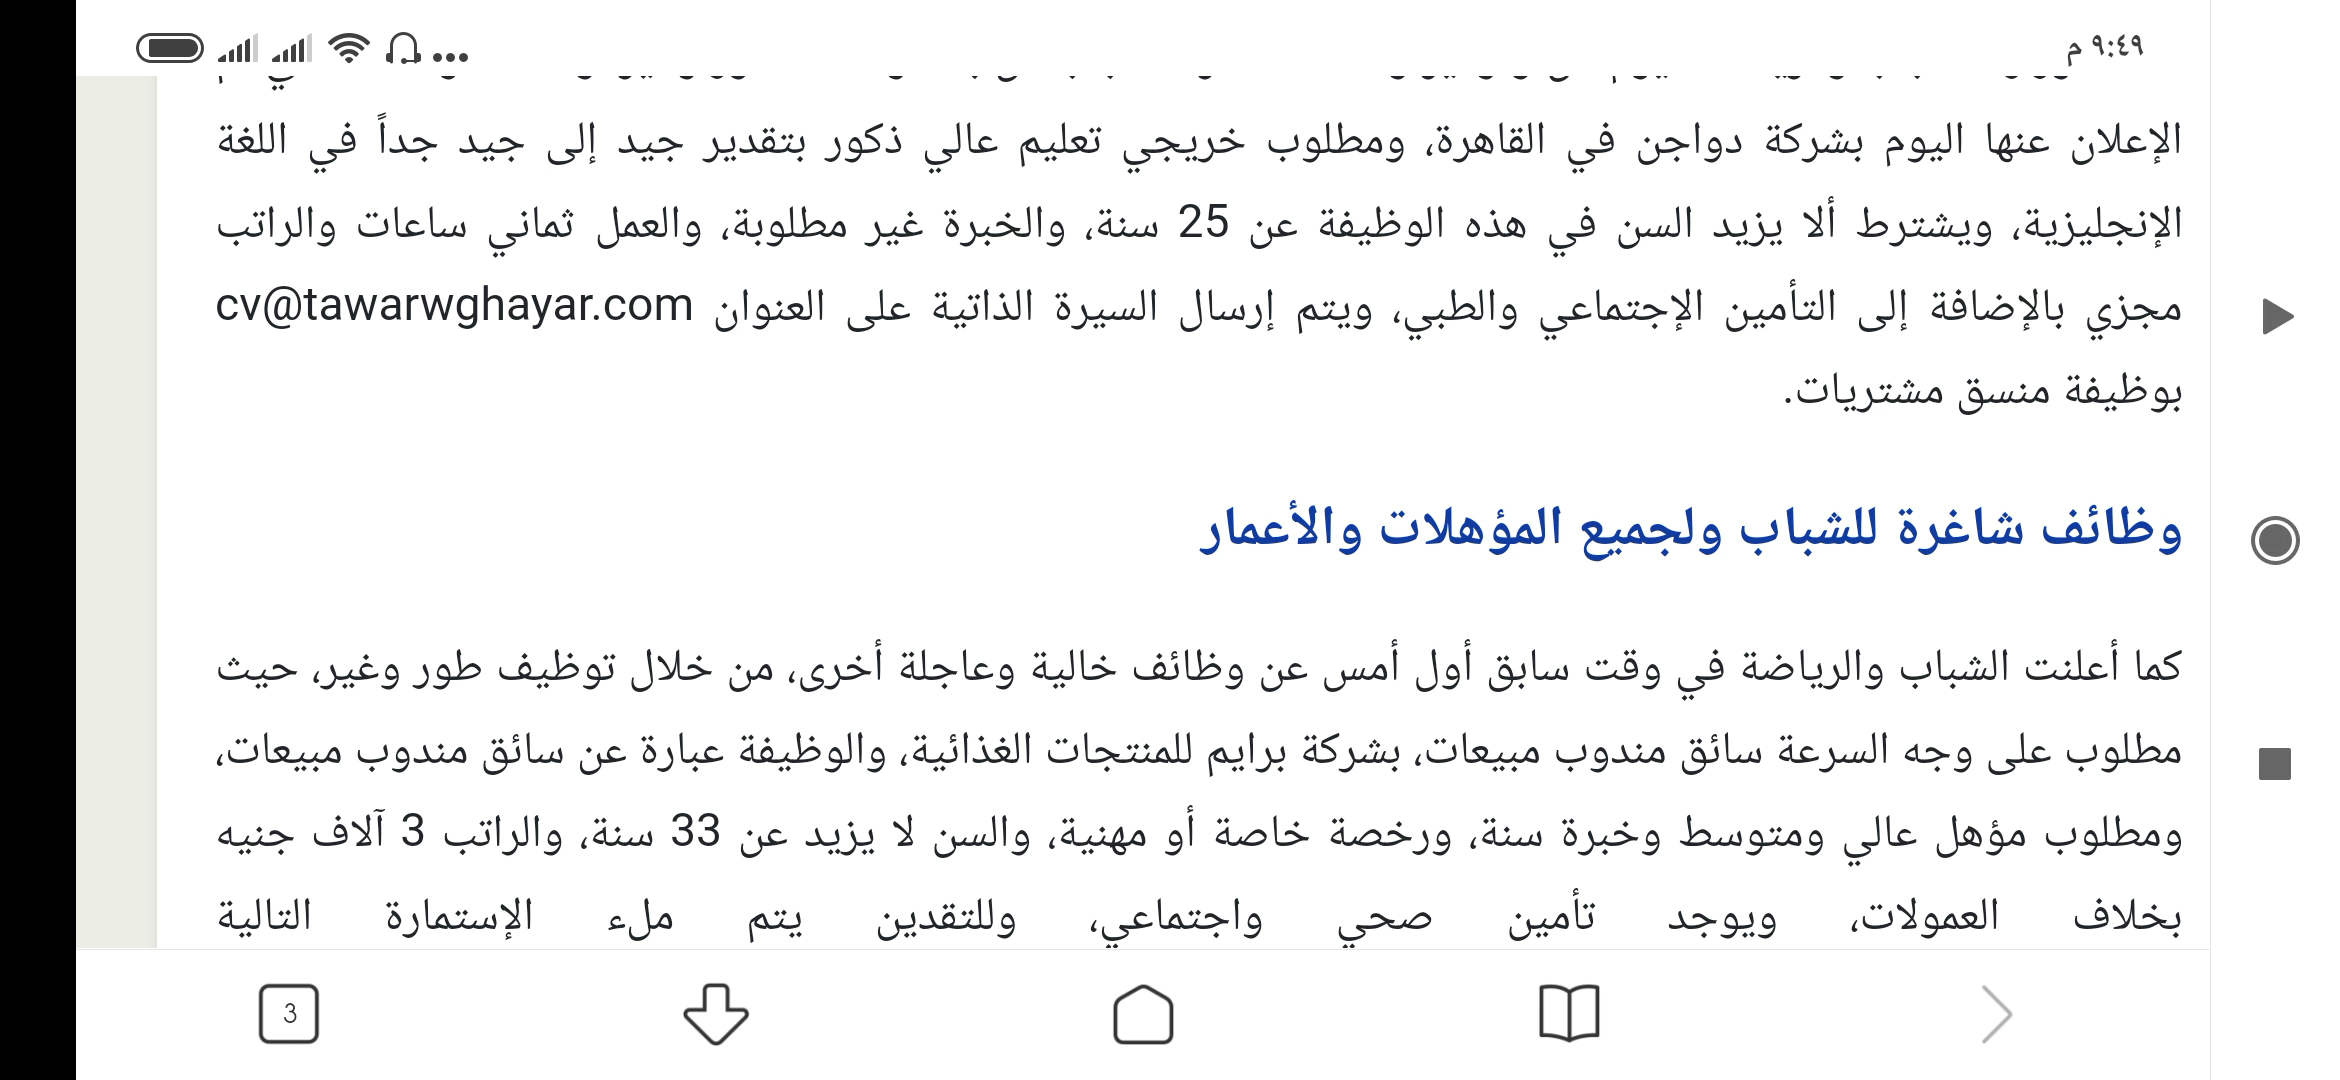 ٩:٤٩ م
الإعلان عنها اليوم بشركة دواجن في القاهرة، ومطلوب خريجي تعليم عالي ذكور بتقدير جيد إلى جيد جداً في اللغة
الإنجليزية، ويشترط ألا يزيد السن في هذه الوظيفة عن 25 سنة، والخبرة غير مطلوبة، والعمل ثماني ساعات والراتب
مجزي بالإضافة إلى التأمين الإجتماعي والطبي، ويتم إرسال السيرة الذاتية على العنوان cv@tawarwghayar.com
بوظيفة منسق مشتريات.
وظائف شاغرة للشباب ولجميع المؤهلات والأعمار
كما أعلنت الشباب والرياضة في وقت سابق أول أمس عن وظائف خالية وعاجلة أخرى، من خلال توظيف طور وغير، حيث
مطلوب على وجه السرعة سائق مندوب مبيعات، بشركة برايم للمنتجات الغذائية، والوظيفة عبارة عن سائق مندوب مبيعات،
ومطلوب مؤهل عالي ومتوسط وخبرة سنة، ورخصة خاصة أو مهنية، والسن لا يزيد عن 33 سنة، والراتب 3 آلاف جنيه
بخلاف العمولات، ويوجد تأمين صحي واجتماعي، وللتقدين يتم ملء الإستمارة التالية
3